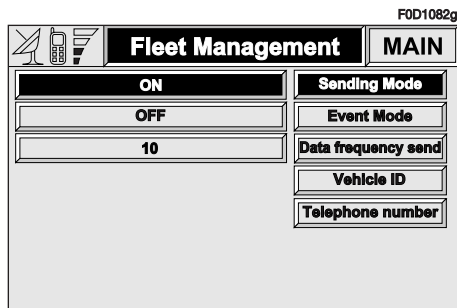 F0D1082g
Fleet Management MAIN
ON Sending Mode
OFF Event Mode
10 Data frequency send
Vehicle ID
Telephone number